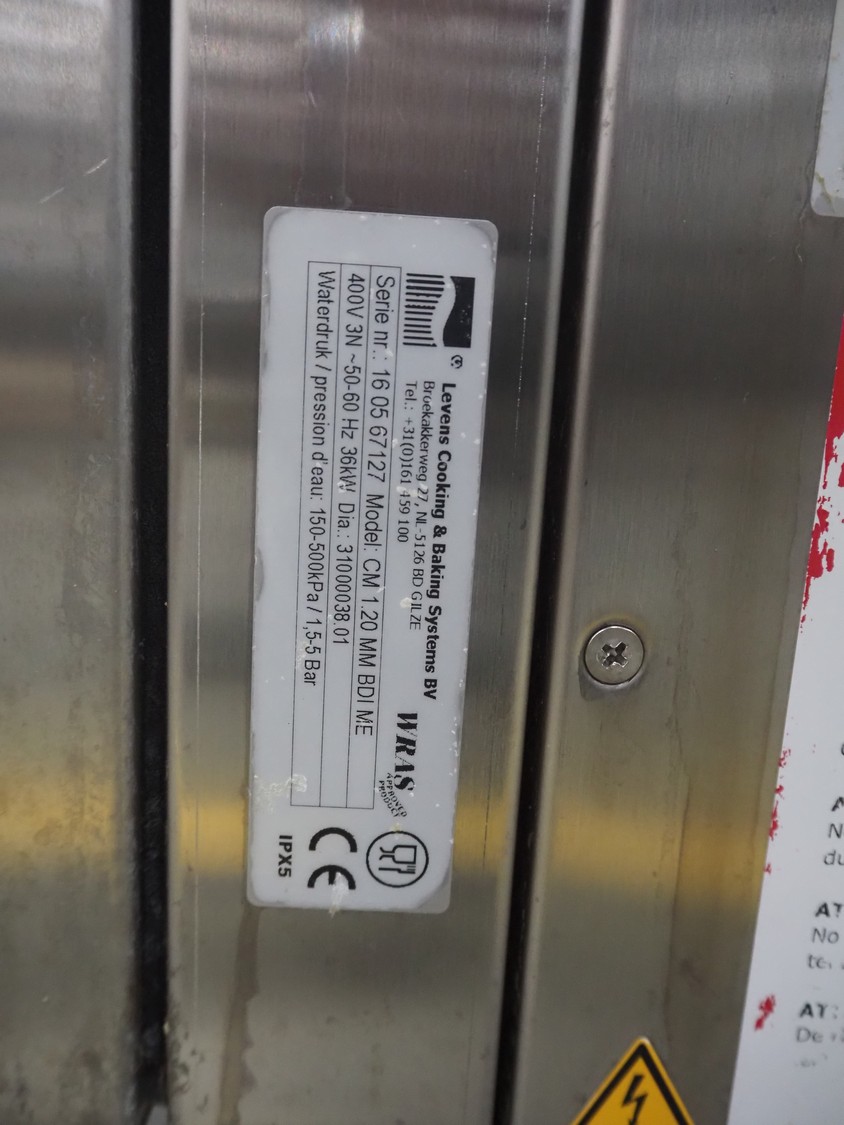 Levens Cooking & Baking Systems BV
Broekakkerweg 27, NL-5126 BD GILZE
Tel.: +31(0)161 459 100
WRAS
APPROVED
PRODUCT
Serie nr.: 16 05 67127 Model: CM 1.20 MM BDI ME
400V 3N ~50-60 Hz 36kW Dia.: 31000038.01
Waterdruk / pression d'eau: 150-500kPa / 1,5-5 Bar
CE
IPX5
No